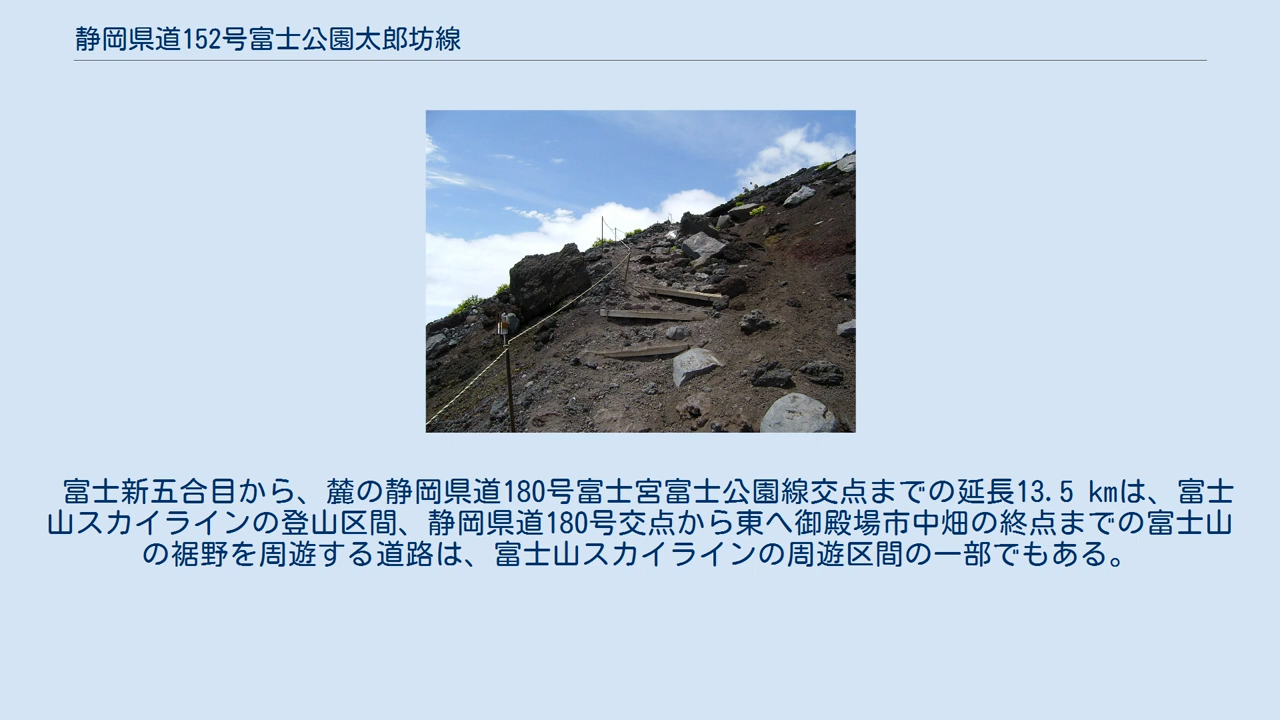 静岡県道152号富士公園太郎坊線
富士新五合目から、麓の静岡県道180号富士宮富士公園線交点までの延長13.5 kmは、富士
山スカイラインの登山区間、静岡県道180号交点から東へ御殿場市中畑の終点までの富士山
の裾野を周遊する道路は、富士山スカイラインの周遊区間の一部でもある。